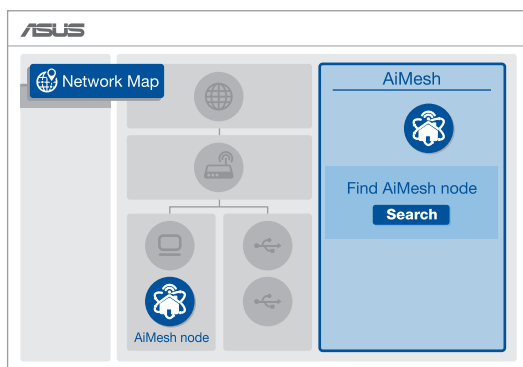 ASUS
Network Map
AiMesh
Find AiMesh node
Search
AiMesh node